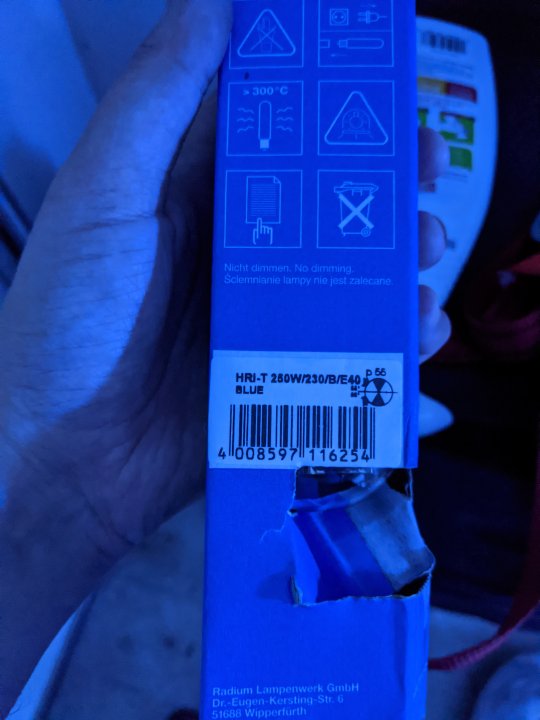 ≥ 300°C
Nicht dimmen. No dimming.
Ściemnianie lampy nie jest zalecane.
HRI-T 250W/230/B/E40
p 55
BLUE
4 008597 116254
Radium Lampenwerk GmbH
Dr.-Eugen-Kersting-Str. 6
51688 Wipperfürth